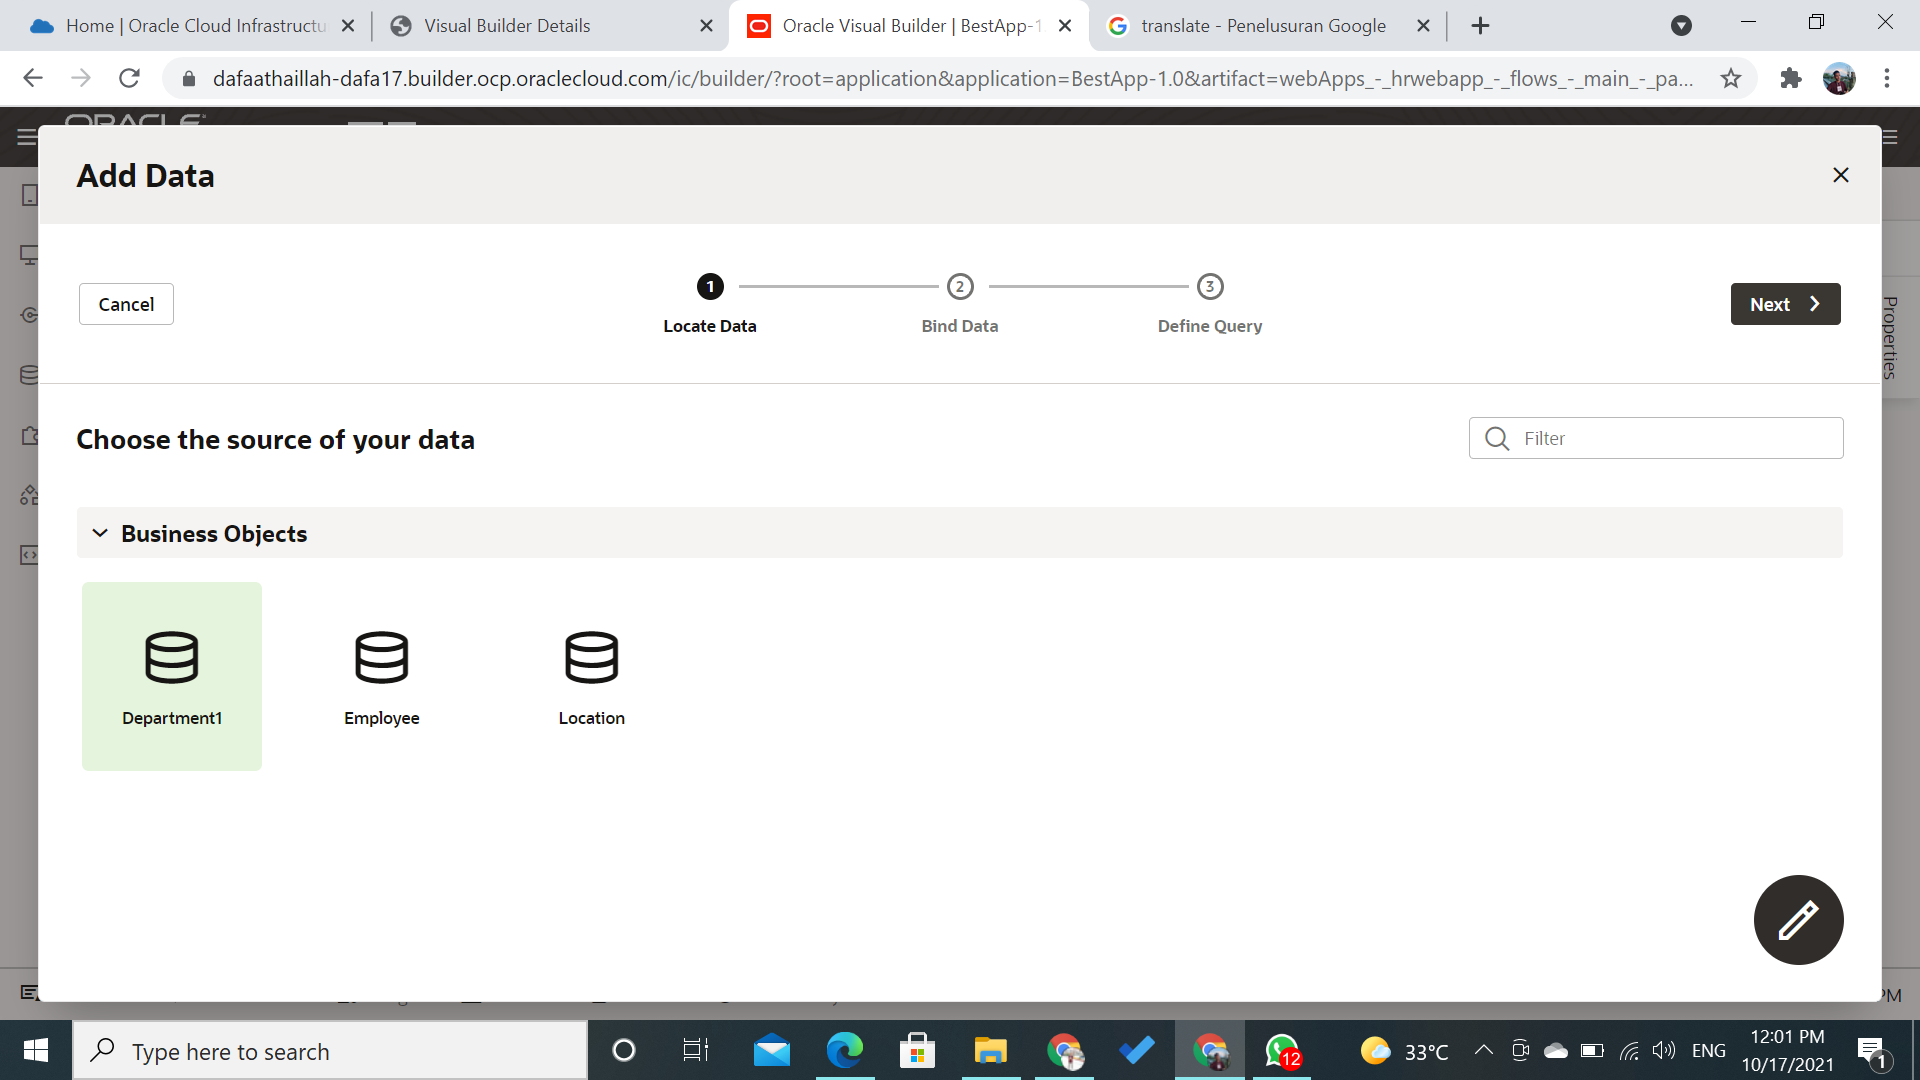 Home | Oracle Cloud Infrastructu
Visual Builder Details
Oracle Visual Builder | BestApp-1
translate - Penelusuran Google
dafaathaillah-dafa17.builder.ocp.oraclecloud.com/ic/builder/?root=application&application=BestApp-1.0&artifact=webApps_-_hrwebapp_-_flows_-_main_-_pa...
ORACLE
Add Data
Cancel
1
2
3
Next
Locate Data
Bind Data
Define Query
Properties
Choose the source of your data
Filter
Business Objects
Department1
Employee
Location
PM
Type here to search
12
33°C
ENG
12:01 PM
10/17/2021
1